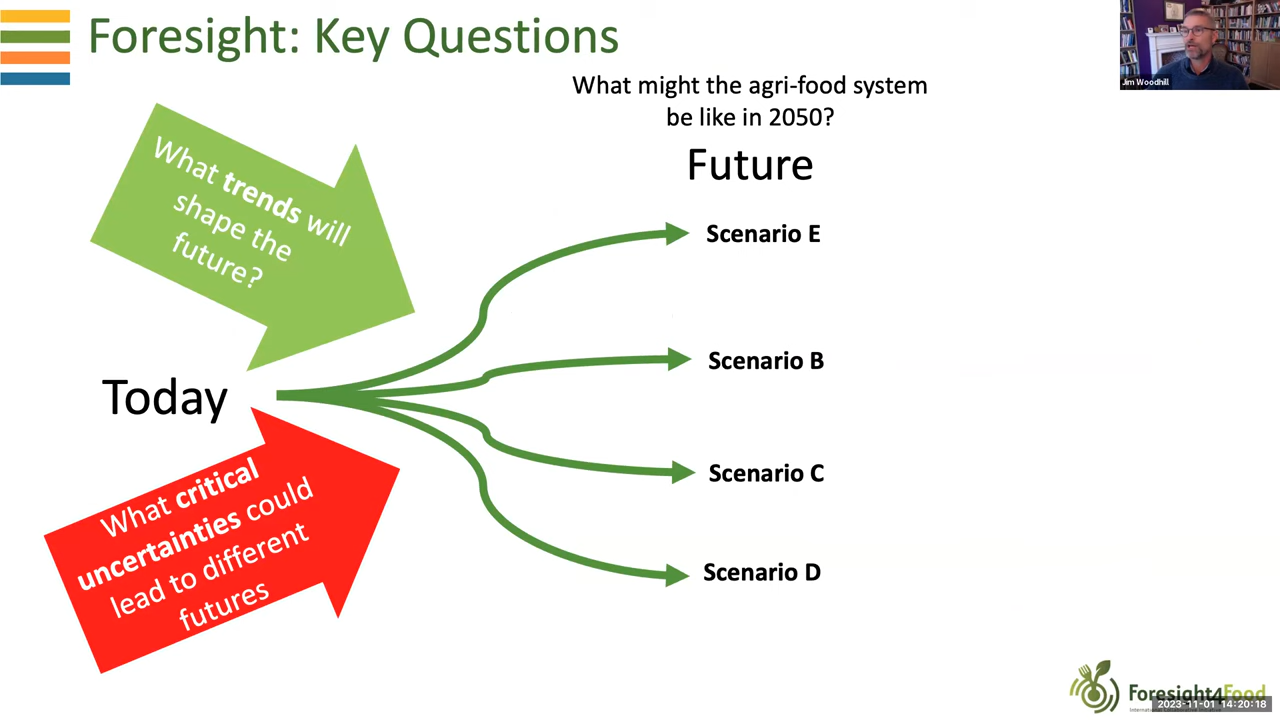 Foresight: Key Questions
What might the agri-food system
be like in 2050?
Future
Jim Woodhill
What trends will
shape the
future?
Scenario E
Scenario B
Today
Scenario C
What critical
uncertainties could
lead to different
futures
Scenario D
Foresight4Food
2023-11-01 14:20:18